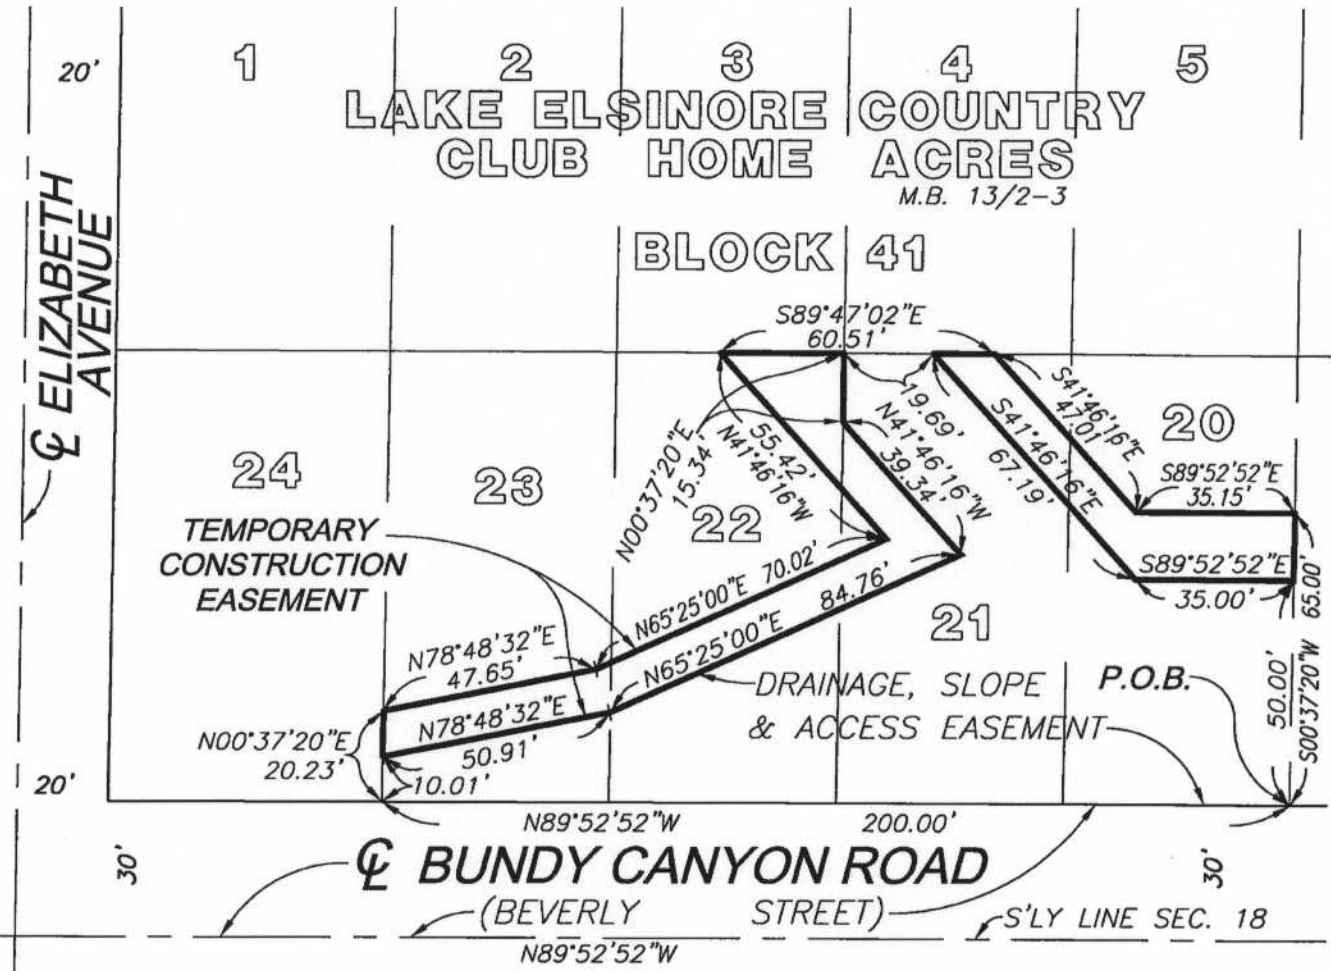 1
2
3
4
5
20'
LAKE ELSINORE COUNTRY
CLUB HOME ACRES
M.B. 13/2-3
BLOCK 41
℄ ELIZABETH
AVENUE
S89°47'02"E
60.51'
19.69'
N41°46'16"W
39.34'
S41°46'16"E
67.19'
S41°46'16"E
47.01'
20
S89°52'52"E
35.15'
S89°52'52"E
35.00'
65.00'
50.00'
S00°37'20"W
55.42'
N41°46'16"W
N00°37'20"E
15.34'
24
23
22
21
TEMPORARY
CONSTRUCTION
EASEMENT
N65°25'00"E 70.02'
N65°25'00"E 84.76'
N78°48'32"E
47.65'
N78°48'32"E
50.91'
N00°37'20"E
20.23'
10.01'
DRAINAGE, SLOPE
& ACCESS EASEMENT
P.O.B.
20'
N89°52'52"W 200.00'
30'
℄ BUNDY CANYON ROAD
(BEVERLY STREET)
30'
S'LY LINE SEC. 18
N89°52'52"W